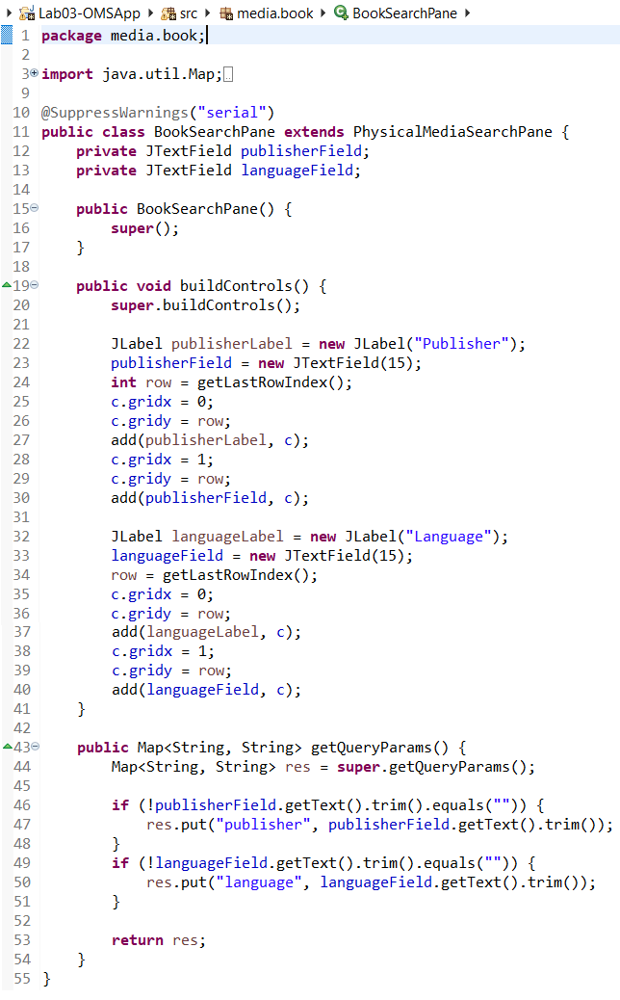 Lab03-OMSApp src media.book BookSearchPane
1 package media.book;
2
3 import java.util.Map;
9
10 @SuppressWarnings("serial")
11 public class BookSearchPane extends PhysicalMediaSearchPane {
12     private JTextField publisherField;
13     private JTextField languageField;
14
15     public BookSearchPane() {
16         super();
17     }
18
19     public void buildControls() {
20         super.buildControls();
21
22         JLabel publisherLabel = new JLabel("Publisher");
23         publisherField = new JTextField(15);
24         int row = getLastRowIndex();
25         c.gridx = 0;
26         c.gridy = row;
27         add(publisherLabel, c);
28         c.gridx = 1;
29         c.gridy = row;
30         add(publisherField, c);
31
32         JLabel languageLabel = new JLabel("Language");
33         languageField = new JTextField(15);
34         row = getLastRowIndex();
35         c.gridx = 0;
36         c.gridy = row;
37         add(languageLabel, c);
38         c.gridx = 1;
39         c.gridy = row;
40         add(languageField, c);
41     }
42
43     public Map<String, String> getQueryParams() {
44         Map<String, String> res = super.getQueryParams();
45
46         if (!publisherField.getText().trim().equals("")) {
47             res.put("publisher", publisherField.getText().trim());
48         }
49         if (!languageField.getText().trim().equals("")) {
50             res.put("language", languageField.getText().trim());
51         }
52
53         return res;
54     }
55 }